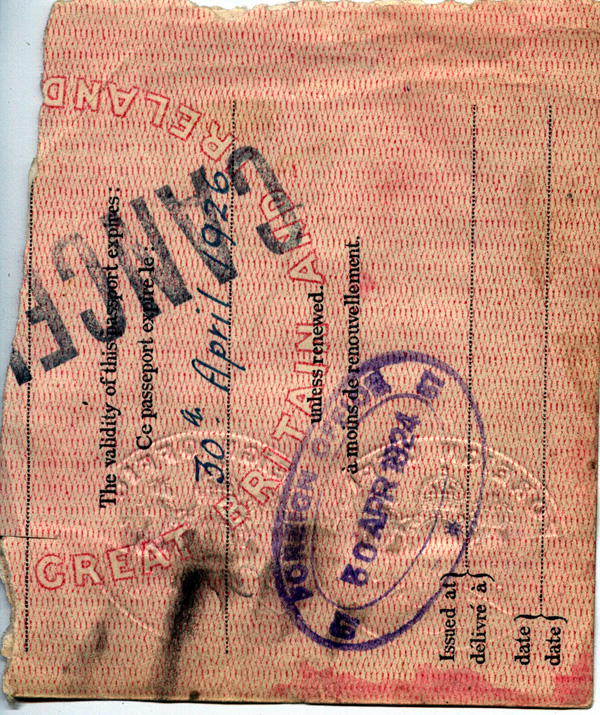 The validity of this passport expires:
Ce passeport expire le:
30th April 1926
unless renewed.
à moins de renouvellement.
Issued at
délivré à
date
date
CANCE
GREAT BRITAIN AND
RELAND
FOREIGN OFFICE
30 APR 1924